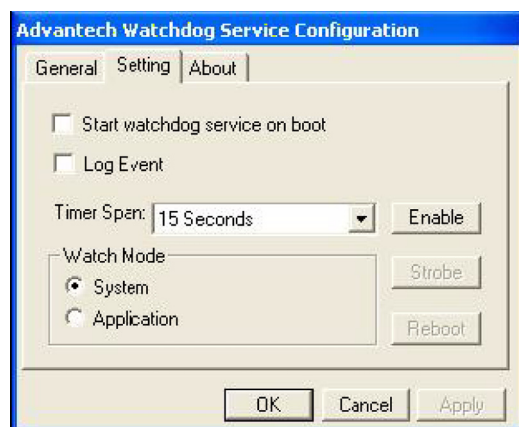 Advantech Watchdog Service Configuration
General Setting About
Start watchdog service on boot
Log Event
Timer Span: 15 Seconds Enable
Watch Mode
System
Application
Strobe
Reboot
OK Cancel Apply